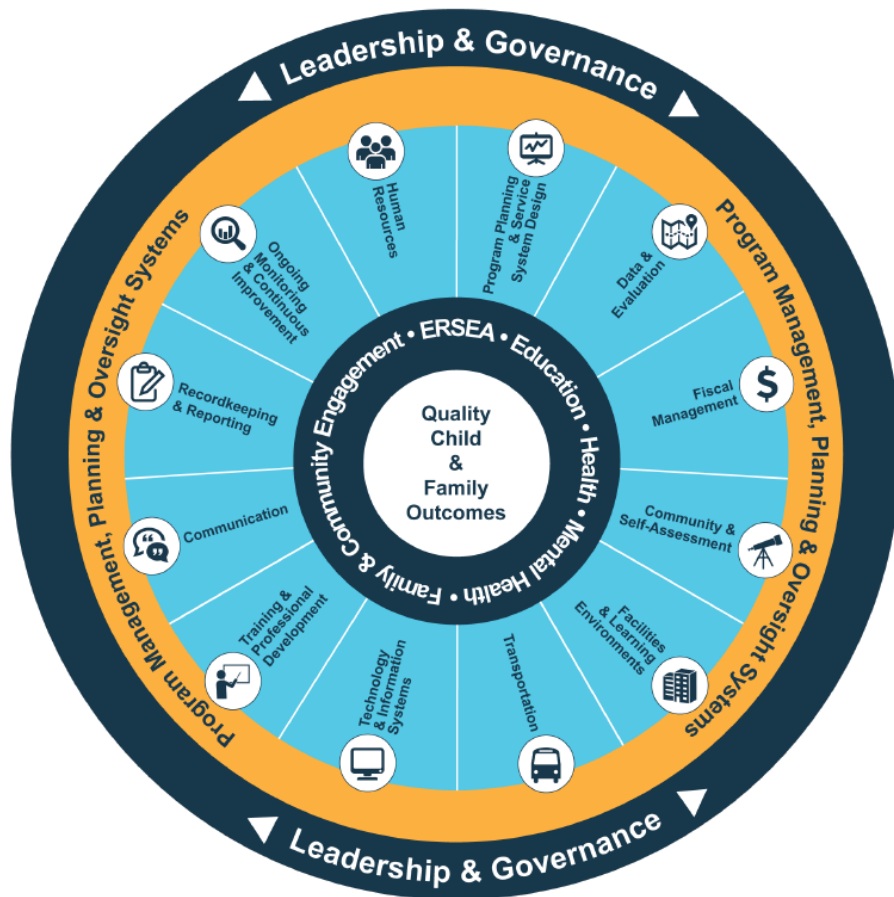 Leadership & Governance
Program Management, Planning & Oversight Systems
Program Management, Planning & Oversight Systems
Human
Resources
Program Planning
& Service
System Design
Data &
Evaluation
Fiscal
Management
Community &
Self-Assessment
Facilities
& Learning
Environments
Transportation
Technology
& Information
Systems
Training &
Professional
Development
Communication
Recordkeeping
& Reporting
Ongoing
Monitoring
& Continuous
Improvement
Family & Community Engagement • ERSEA • Education • Health • Mental Health •
Quality
Child
&
Family
Outcomes
$
Leadership & Governance